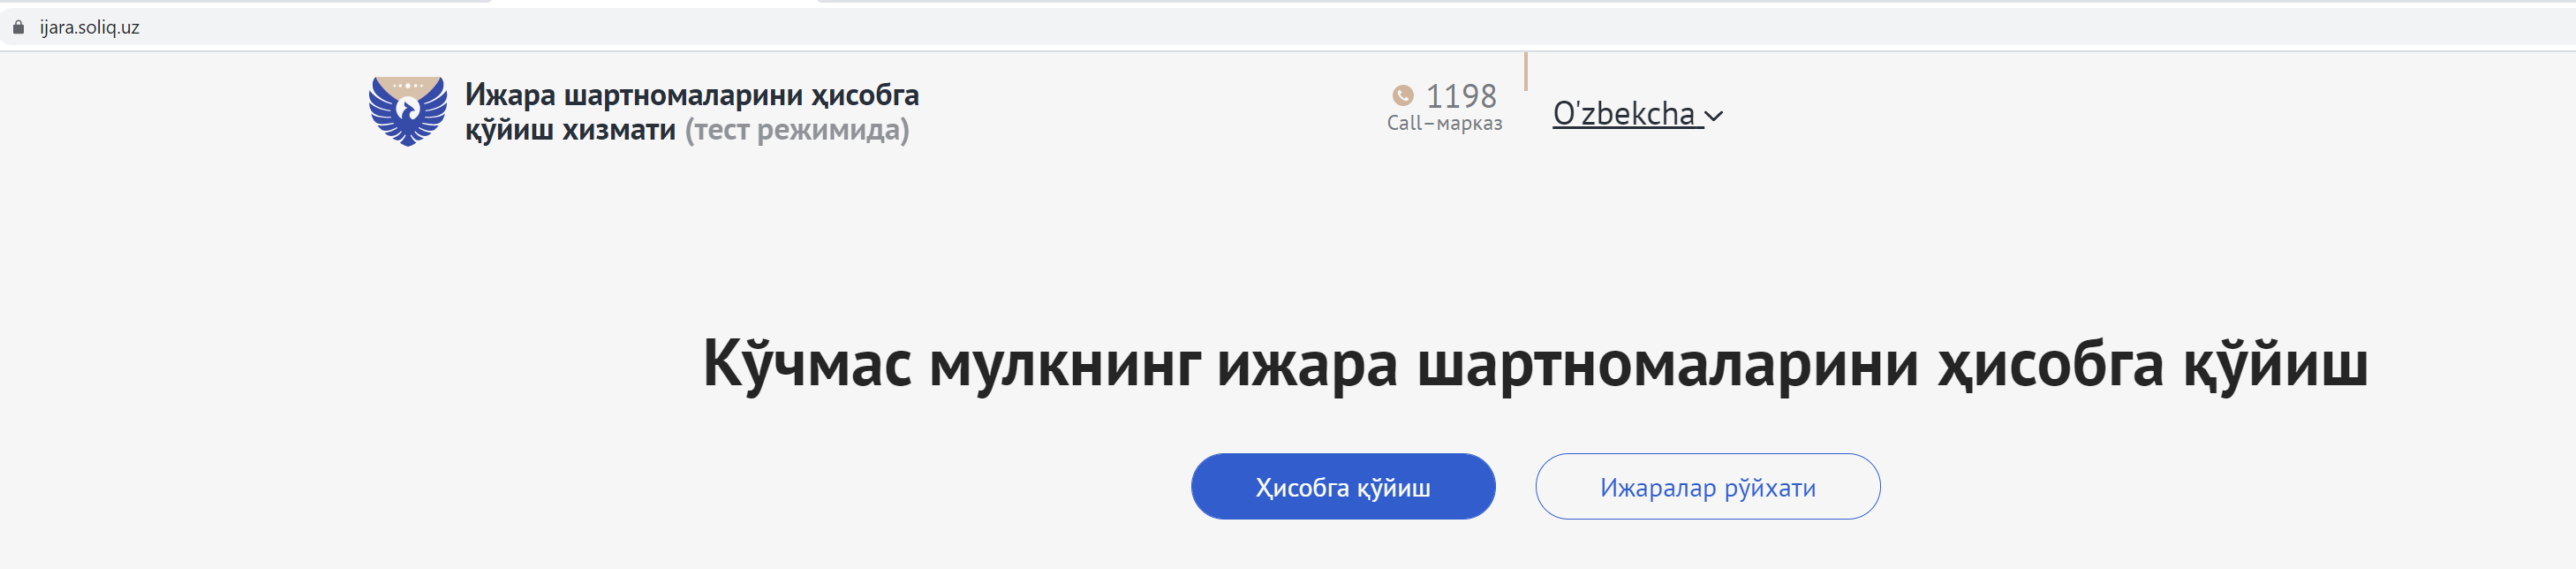 ijara.soliq.uz
Ижара шартномаларини ҳисобга
қўйиш хизмати (тест режимида)
1198
Call–марказ
O'zbekcha
Кўчмас мулкнинг ижара шартномаларини ҳисобга қўйиш
Ҳисобга қўйиш
Ижаралар рўйхати